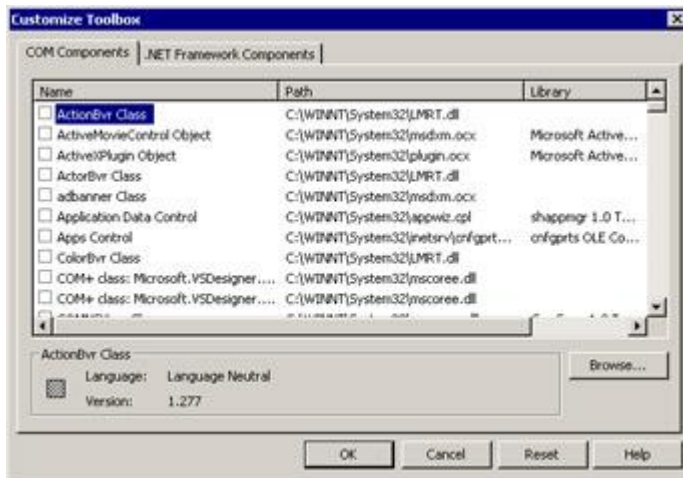 Customize Toolbox
COM Components .NET Framework Components
Name Path Library
ActionBvr Class C:\WINNT\System32\LMRT.dll
ActiveMovieControl Object C:\WINNT\System32\msdxm.ocx Microsoft Active...
ActiveXPlugin Object C:\WINNT\System32\plugin.ocx Microsoft Active...
ActorBvr Class C:\WINNT\System32\LMRT.dll
adbanner Class C:\WINNT\System32\msdxm.ocx
Application Data Control C:\WINNT\System32\appwiz.cpl shappmgr 1.0 T...
Apps Control C:\WINNT\System32\inetsrv\cnfgprt... cnfgprts OLE Co...
ColorBvr Class C:\WINNT\System32\LMRT.dll
COM+ class: Microsoft.VSDesigner.... C:\WINNT\System32\mscoree.dll
COM+ class: Microsoft.VSDesigner.... C:\WINNT\System32\mscoree.dll
ActionBvr Class
Language: Language Neutral
Version: 1.277
Browse...
OK Cancel Reset Help